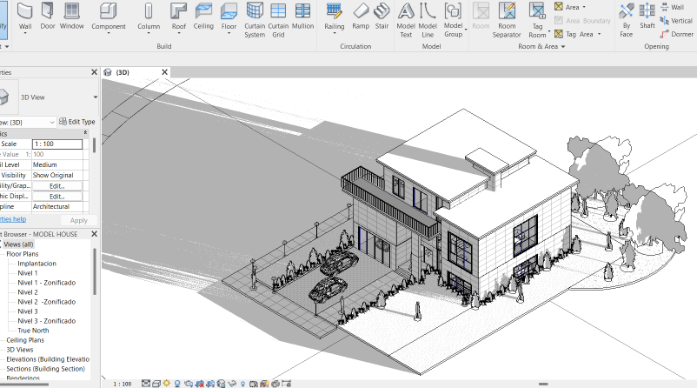 Wall Door Window Component Column Roof Ceiling Floor Curtain System Curtain Grid Mullion Railing Ramp Stair Model Text Model Line Model Group Room Room Separator Tag Room Area Area Boundary Tag Area By Face Shaft Wall Vertical Dormer
Build Circulation Model Room & Area Opening
(3D)
3D View
(3D) Edit Type
Scale 1 : 100
Value 1: 100
Level Medium
Visibility Show Original
Edit...
Edit...
Architectural
help Apply
Browser - MODEL HOUSE
Views (all)
Floor Plans
Implantacion
Nivel 1
Nivel 1 - Zonificado
Nivel 2
Nivel 2 -Zonificado
Nivel 3
Nivel 3 - Zonificado
True North
Ceiling Plans
3D Views
Elevations (Building Elevatio
Sections (Building Section)
Renderings
1 : 100